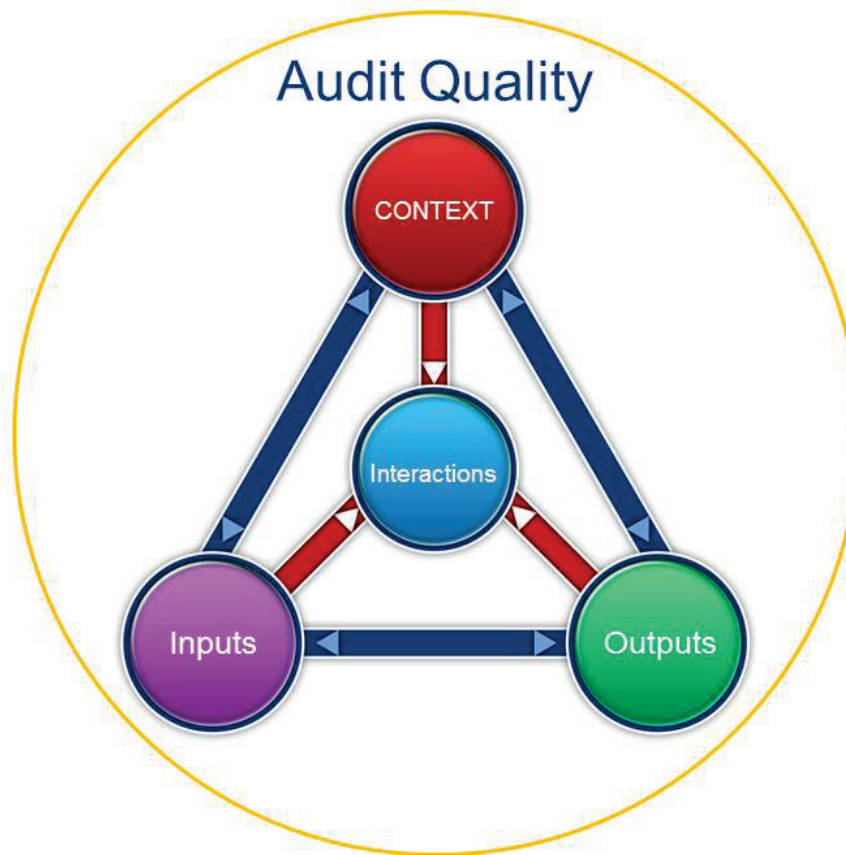 Audit Quality
CONTEXT
Interactions
Inputs
Outputs